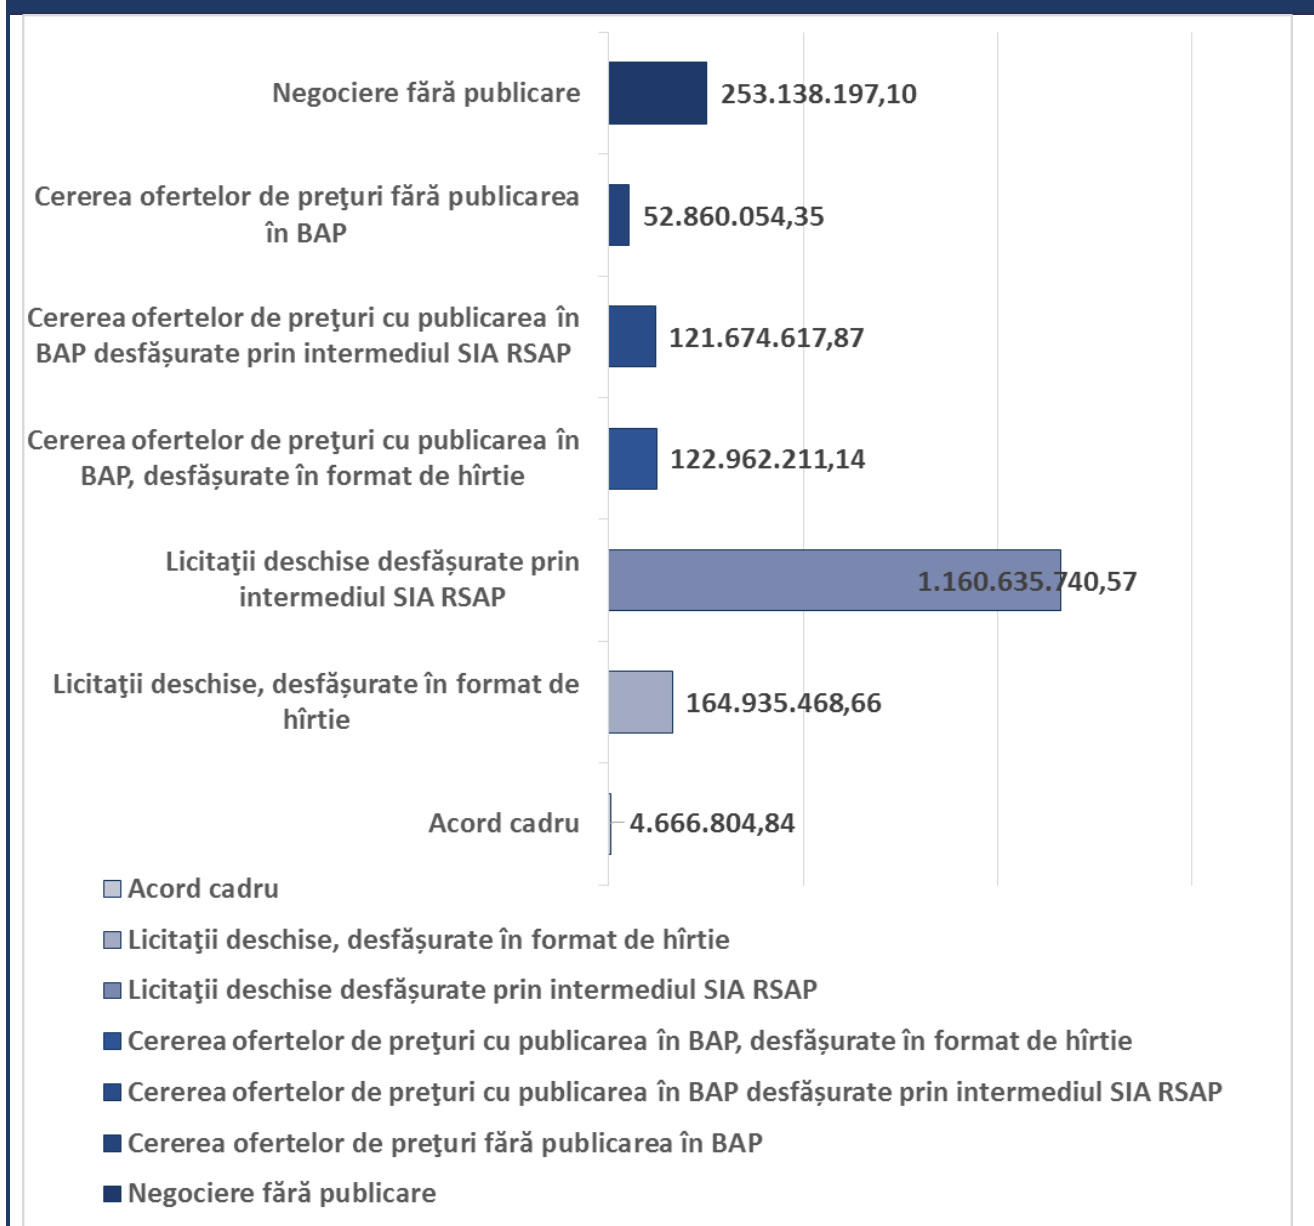 Negociere fără publicare
253.138.197,10
Cererea ofertelor de preţuri fără publicarea
în BAP
52.860.054,35
Cererea ofertelor de preţuri cu publicarea în
BAP desfășurate prin intermediul SIA RSAP
121.674.617,87
Cererea ofertelor de preţuri cu publicarea în
BAP, desfășurate în format de hîrtie
122.962.211,14
Licitaţii deschise desfășurate prin
intermediul SIA RSAP
1.160.635.740,57
Licitaţii deschise, desfășurate în format de
hîrtie
164.935.468,66
Acord cadru
4.666.804,84
Acord cadru
Licitaţii deschise, desfășurate în format de hîrtie
Licitaţii deschise desfășurate prin intermediul SIA RSAP
Cererea ofertelor de preţuri cu publicarea în BAP, desfășurate în format de hîrtie
Cererea ofertelor de preţuri cu publicarea în BAP desfășurate prin intermediul SIA RSAP
Cererea ofertelor de preţuri fără publicarea în BAP
Negociere fără publicare